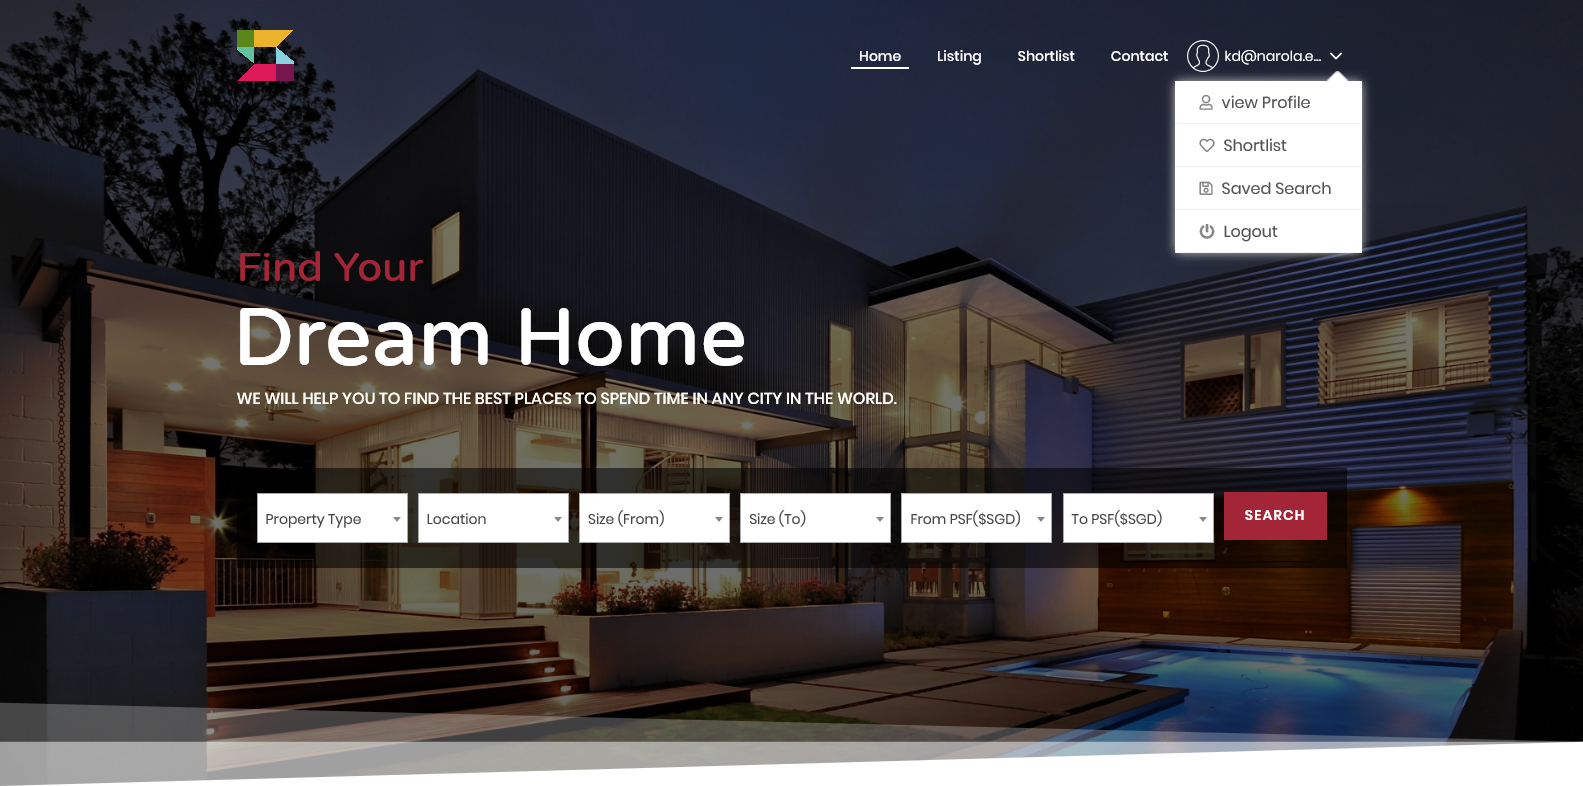 Home
Listing
Shortlist
Contact
kd@narola.e...
view Profile
Shortlist
Saved Search
Logout
Find Your
Dream Home
WE WILL HELP YOU TO FIND THE BEST PLACES TO SPEND TIME IN ANY CITY IN THE WORLD.
Property Type
Location
Size (From)
Size (To)
From PSF($SGD)
To PSF($SGD)
SEARCH